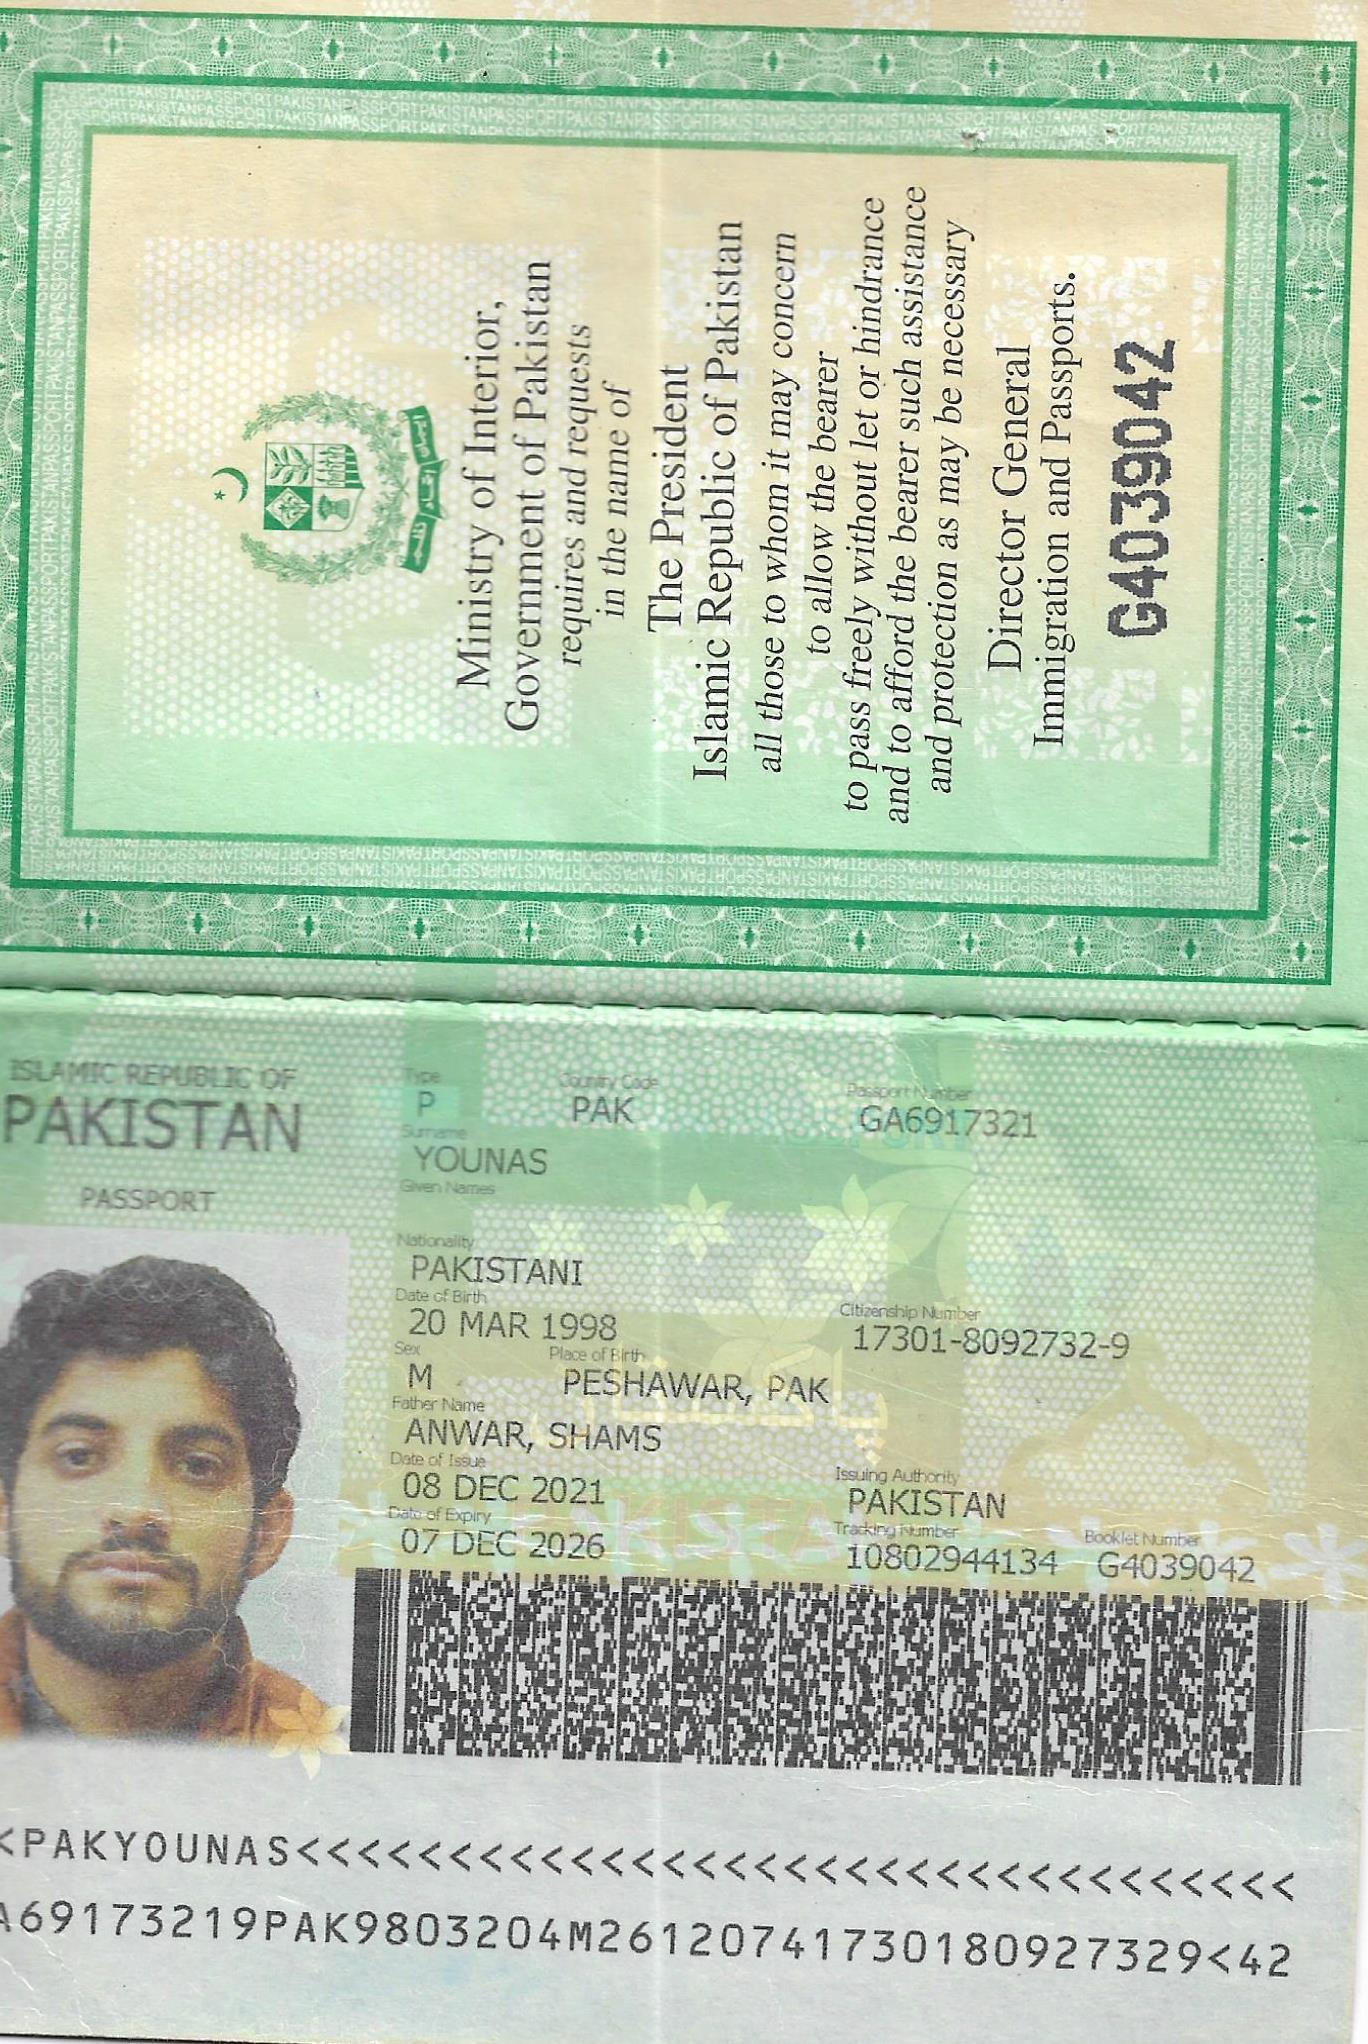 Ministry of Interior,
Government of Pakistan
requires and requests
in the name of
The President
Islamic Republic of Pakistan
all those to whom it may concern
to allow the bearer
to pass freely without let or hindrance
and to afford the bearer such assistance
and protection as may be necessary
Director General
Immigration and Passports.
G4039042
ISLAMIC REPUBLIC OF
PAKISTAN
PASSPORT
Type Country Code Passport Number
P PAK GA6917321
Surname
YOUNAS
Given Names
Nationality
PAKISTANI
Date of Birth Citizenship Number
20 MAR 1998 17301-8092732-9
Sex Place of Birth
M PESHAWAR, PAK
پاکستان
Father Name
ANWAR, SHAMS
Date of Issue Issuing Authority
08 DEC 2021 PAKISTAN
Date of Expiry Tracking Number Booklet Number
07 DEC 2026 10802944134 G4039042
<PAKYOUNAS<<<<<<<<<<<<<<<<<<<<<<<<<<<<<<<<<
A69173219PAK9803204M26120741730180927329<42